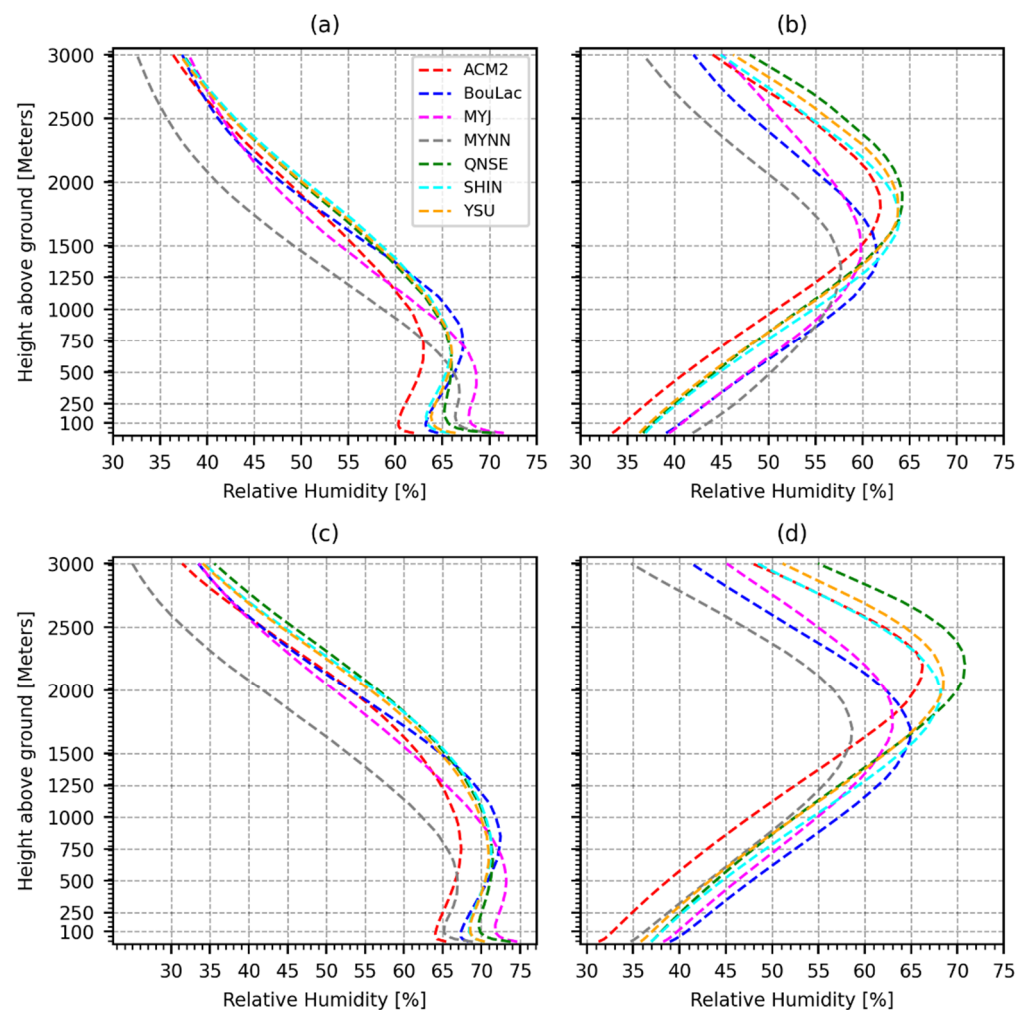 (a)
(b)
3000
2500
2000
1500
1250
1000
750
500
250
100
Height above ground [Meters]
ACM2
BouLac
MYJ
MYNN
QNSE
SHIN
YSU
30 35 40 45 50 55 60 65 70 75
30 35 40 45 50 55 60 65 70 75
Relative Humidity [%]
Relative Humidity [%]
(c)
(d)
3000
2500
2000
1500
1250
1000
750
500
250
100
Height above ground [Meters]
30 35 40 45 50 55 60 65 70 75
30 35 40 45 50 55 60 65 70 75
Relative Humidity [%]
Relative Humidity [%]